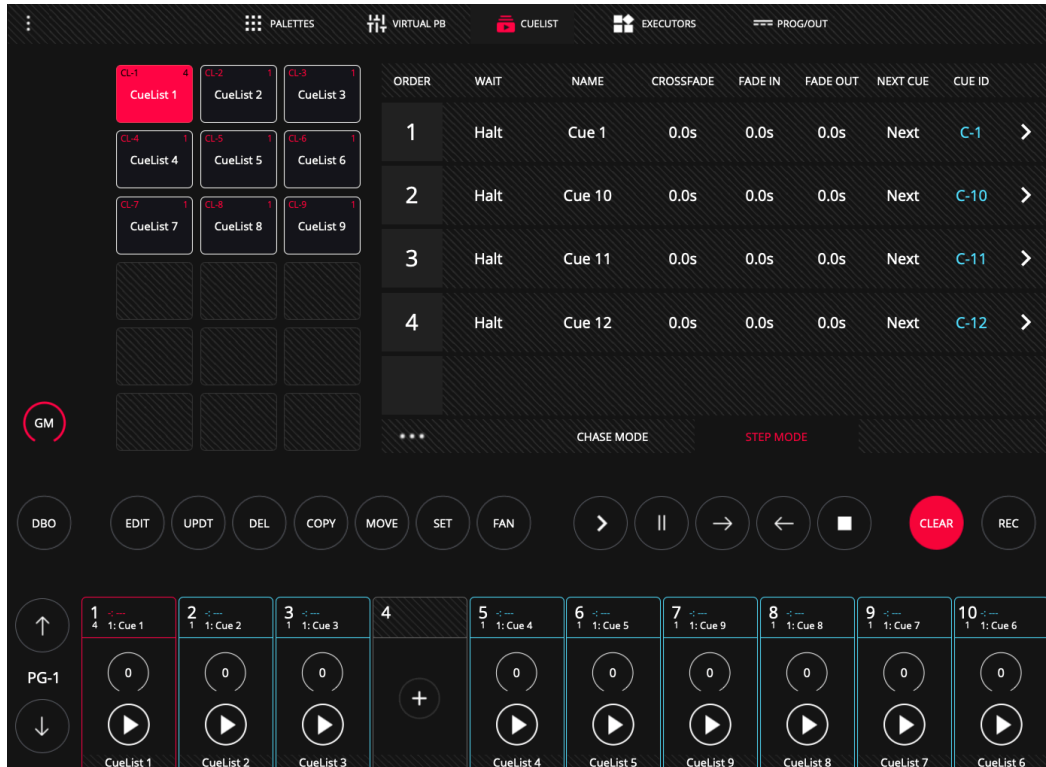 PALETTES VIRTUAL PB CUELIST EXECUTORS PROG/OUT
CL-1 4 CL-2 1 CL-3 1
CueList 1 CueList 2 CueList 3
CL-4 1 CL-5 1 CL-6 1
CueList 4 CueList 5 CueList 6
CL-7 1 CL-8 1 CL-9 1
CueList 7 CueList 8 CueList 9
ORDER WAIT NAME CROSSFADE FADE IN FADE OUT NEXT CUE CUE ID
1 Halt Cue 1 0.0s 0.0s 0.0s Next C-1
2 Halt Cue 10 0.0s 0.0s 0.0s Next C-10
3 Halt Cue 11 0.0s 0.0s 0.0s Next C-11
4 Halt Cue 12 0.0s 0.0s 0.0s Next C-12
CHASE MODE STEP MODE
GM
DBO EDIT UPDT DEL COPY MOVE SET FAN CLEAR REC
PG-1
1 -: --- 2 -: --- 3 -: --- 4 5 -: --- 6 -: --- 7 -: --- 8 -: --- 9 -: --- 10 -: ---
4 1: Cue 1 1 1: Cue 2 1 1: Cue 3 1 1: Cue 4 1 1: Cue 5 1 1: Cue 9 1 1: Cue 8 1 1: Cue 7 1 1: Cue 6
0 0 0 0 0 0 0 0 0
CueList 1 CueList 2 CueList 3 CueList 4 CueList 5 CueList 9 CueList 8 CueList 7 CueList 6